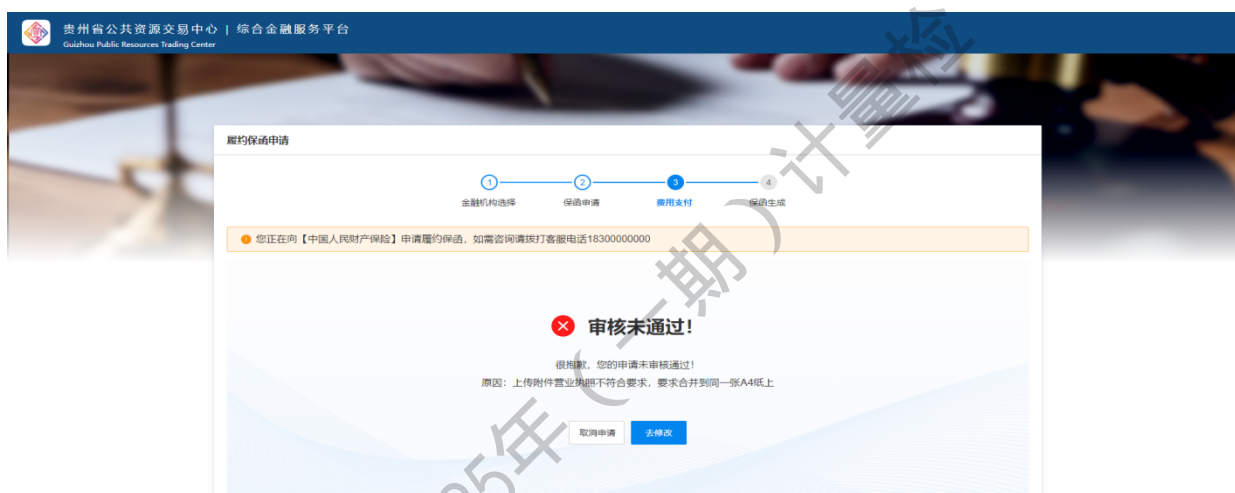 贵州省公共资源交易中心 | 综合金融服务平台
Guizhou Public Resources Trading Center
履约保函申请
1 2 3 4
金融机构选择 保函申请 费用支付 保函生成
您正在向【中国人民财产保险】申请履约保函，如需咨询请拨打客服电话18300000000
审核未通过！
很抱歉，您的申请未审核通过！
原因：上传附件营业执照不符合要求，要求合并到同一张A4纸上
取消申请 去修改
5年（一期）计量检